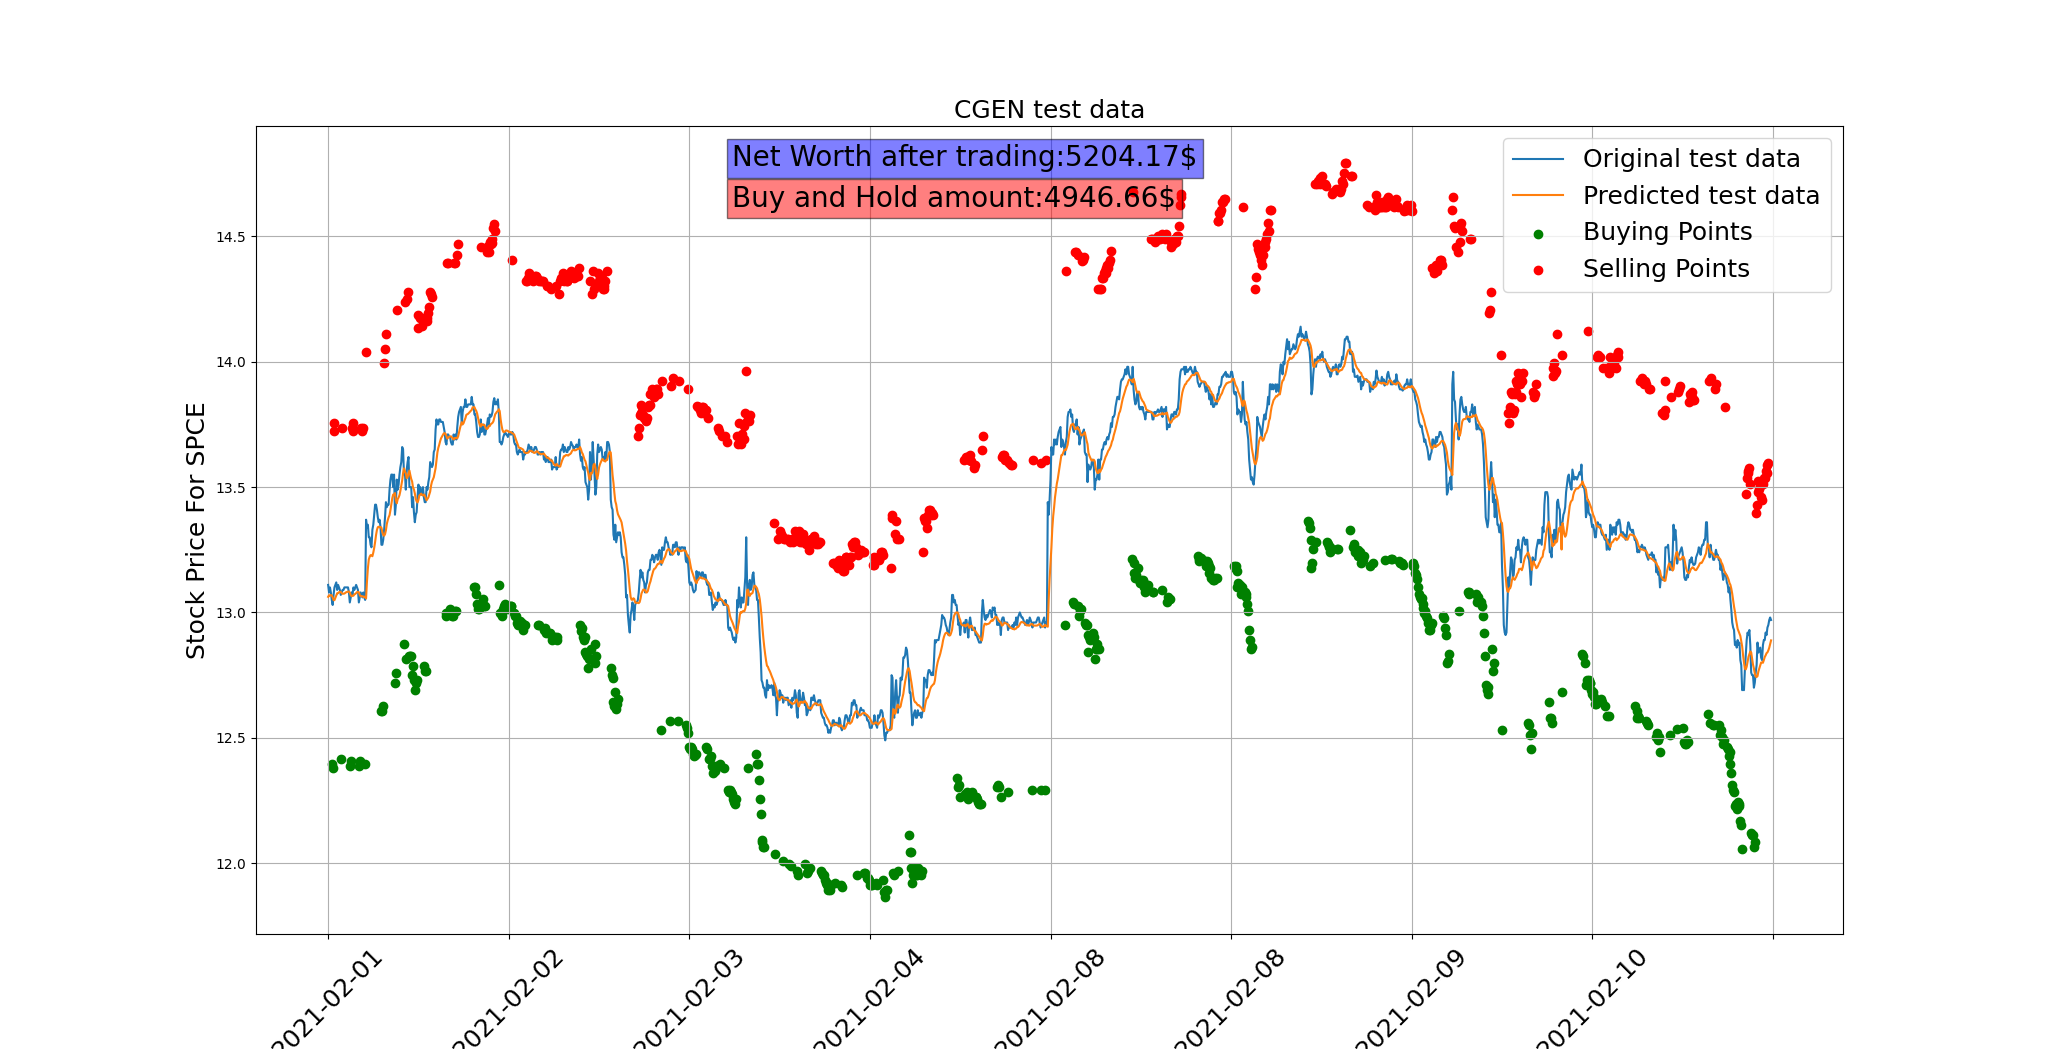 CGEN test data
Net Worth after trading:5204.17$
Buy and Hold amount:4946.66$
Original test data
Predicted test data
Buying Points
Selling Points
Stock Price For SPCE
14.5
14.0
13.5
13.0
12.5
12.0
2021-02-01
2021-02-02
2021-02-03
2021-02-04
2021-02-08
2021-02-08
2021-02-09
2021-02-10